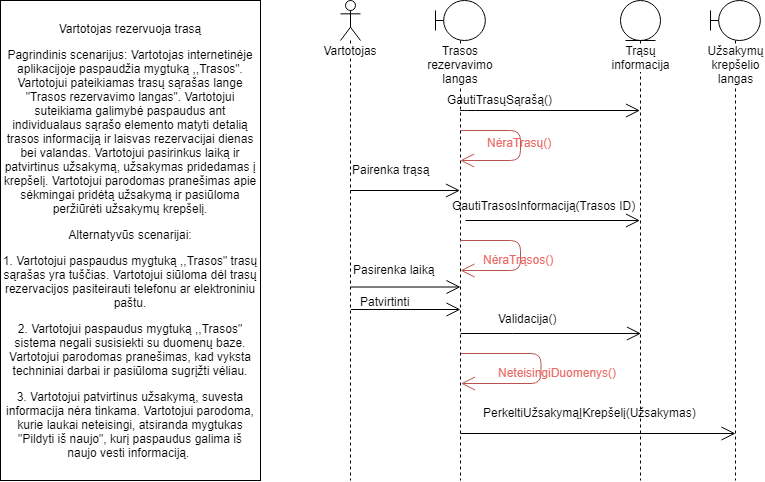 Vartotojas rezervuoja trasą
Pagrindinis scenarijus: Vartotojas internetinėje
aplikacijoje paspaudžia mygtuką ,,Trasos".
Vartotojui pateikiamas trasų sąrašas lange
"Trasos rezervavimo langas". Vartotojui
suteikiama galimybė paspaudus ant
individualaus sąrašo elemento matyti detalią
trasos informaciją ir laisvas rezervacijai dienas
bei valandas. Vartotojui pasirinkus laiką ir
patvirtinus užsakymą, užsakymas pridedamas į
krepšelį. Vartotojui parodomas pranešimas apie
sėkmingai pridėtą užsakymą ir pasiūloma
peržiūrėti užsakymų krepšelį.
Alternatyvūs scenarijai:
1. Vartotojui paspaudus mygtuką ,,Trasos" trasų
sąrašas yra tuščias. Vartotojui siūloma dėl trasų
rezervacijos pasiteirauti telefonu ar elektroniniu
paštu.
2. Vartotojui paspaudus mygtuką ,,Trasos"
sistema negali susisiekti su duomenų baze.
Vartotojui parodomas pranešimas, kad vyksta
techniniai darbai ir pasiūloma sugrįžti vėliau.
3. Vartotojui patvirtinus užsakymą, suvesta
informacija nėra tinkama. Vartotojui parodoma,
kurie laukai neteisingi, atsiranda mygtukas
"Pildyti iš naujo", kurį paspaudus galima iš
naujo vesti informaciją.
Vartotojas
Trasos
rezervavimo
langas
Trąsų
informacija
Užsakymų
krepšelio
langas
GautiTrasųSąrašą()
NėraTrasų()
Pairenka trąsą
GautiTrasosInformaciją(Trasos ID)
NėraTrąsos()
Pasirenka laiką
Patvirtinti
Validacija()
NeteisingiDuomenys()
PerkeltiUžsakymąĮKrepšelį(Užsakymas)